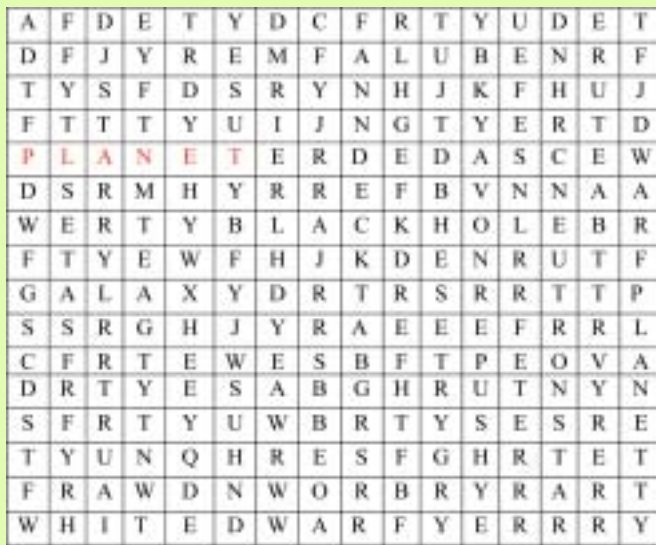 A F D E T Y D C F R T Y U D E T
D F J Y R E M F A L U B E N R F
T Y S F D S R Y N H J K F H U J
F T T T Y U I J N G T Y E R T D
P L A N E T E R D E D A S C E W
D S R M H Y R R E F B V N N A A
W E R T Y B L A C K H O L E B R
F T Y E W F H J K D E N R U T F
G A L A X Y D R T R S R R T T P
S S R G H J Y R A E E E F R R L
C F R T E W E S B F T P E O V A
D R T Y E S A B G H R U T N Y N
S F R T Y U W B R T Y S E S R E
T Y U N Q H R E S F G H R T E T
F R A W D N W O R B R Y R A R T
W H I T E D W A R F Y E R R R Y